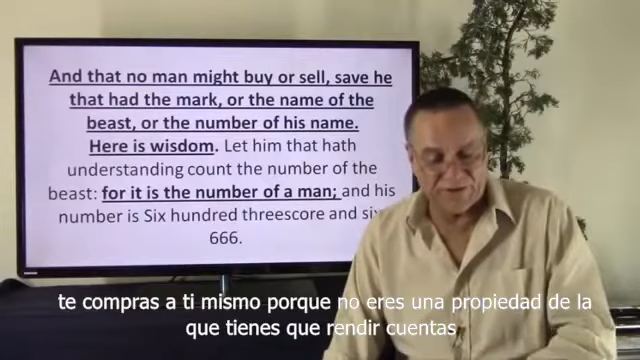 And that no man might buy or sell, save he
that had the mark, or the name of the
beast, or the number of his name.
Here is wisdom. Let him that hath
understanding count the number of the
beast: for it is the number of a man; and his
number is Six hundred threescore and six
666.
te compras a ti mismo porque no eres una propiedad de la
que tienes que rendir cuentas